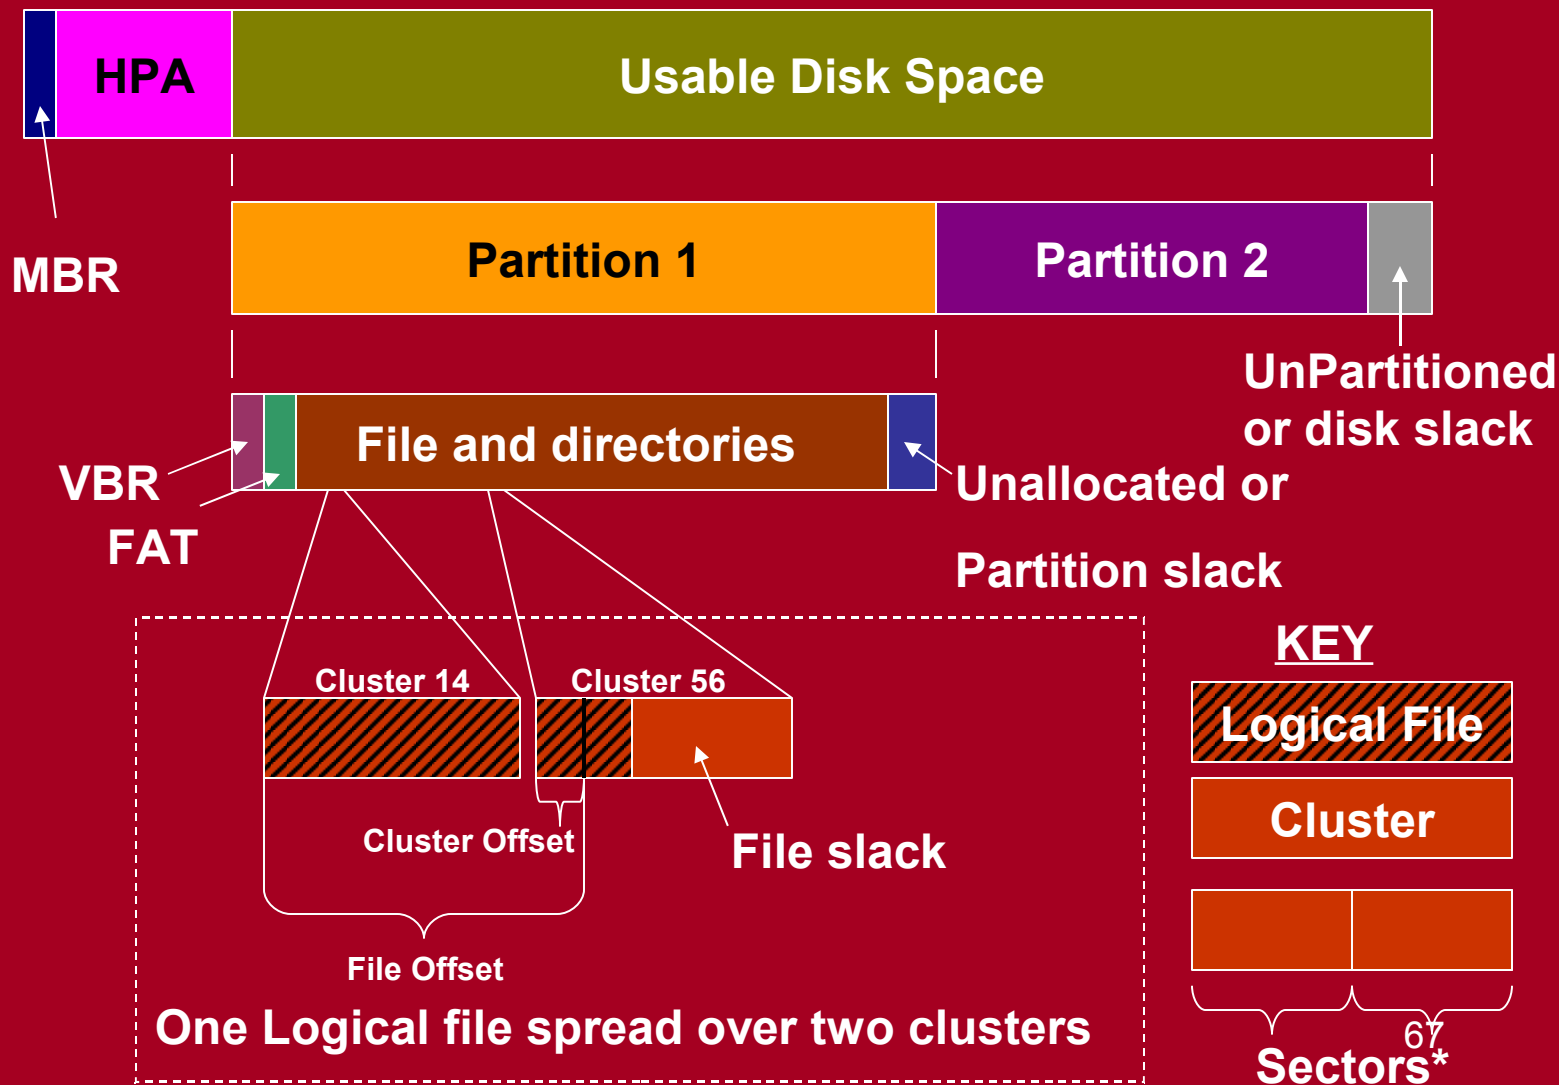 HPA
Usable Disk Space
MBR
Partition 1
Partition 2
UnPartitioned
or disk slack
File and directories
VBR
FAT
Unallocated or
Partition slack
Cluster 14
Cluster 56
Cluster Offset
File slack
File Offset
One Logical file spread over two clusters
KEY
Logical File
Cluster
67
Sectors*